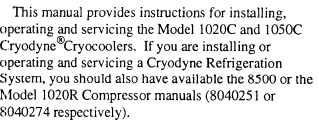 This manual provides instructions for installing,
operating and servicing the Model 1020C and 1050C
Cryodyne®Cryocoolers. If you are installing or
operating and servicing a Cryodyne Refrigeration
System, you should also have available the 8500 or the
Model 1020R Compressor manuals (8040251 or
8040274 respectively).